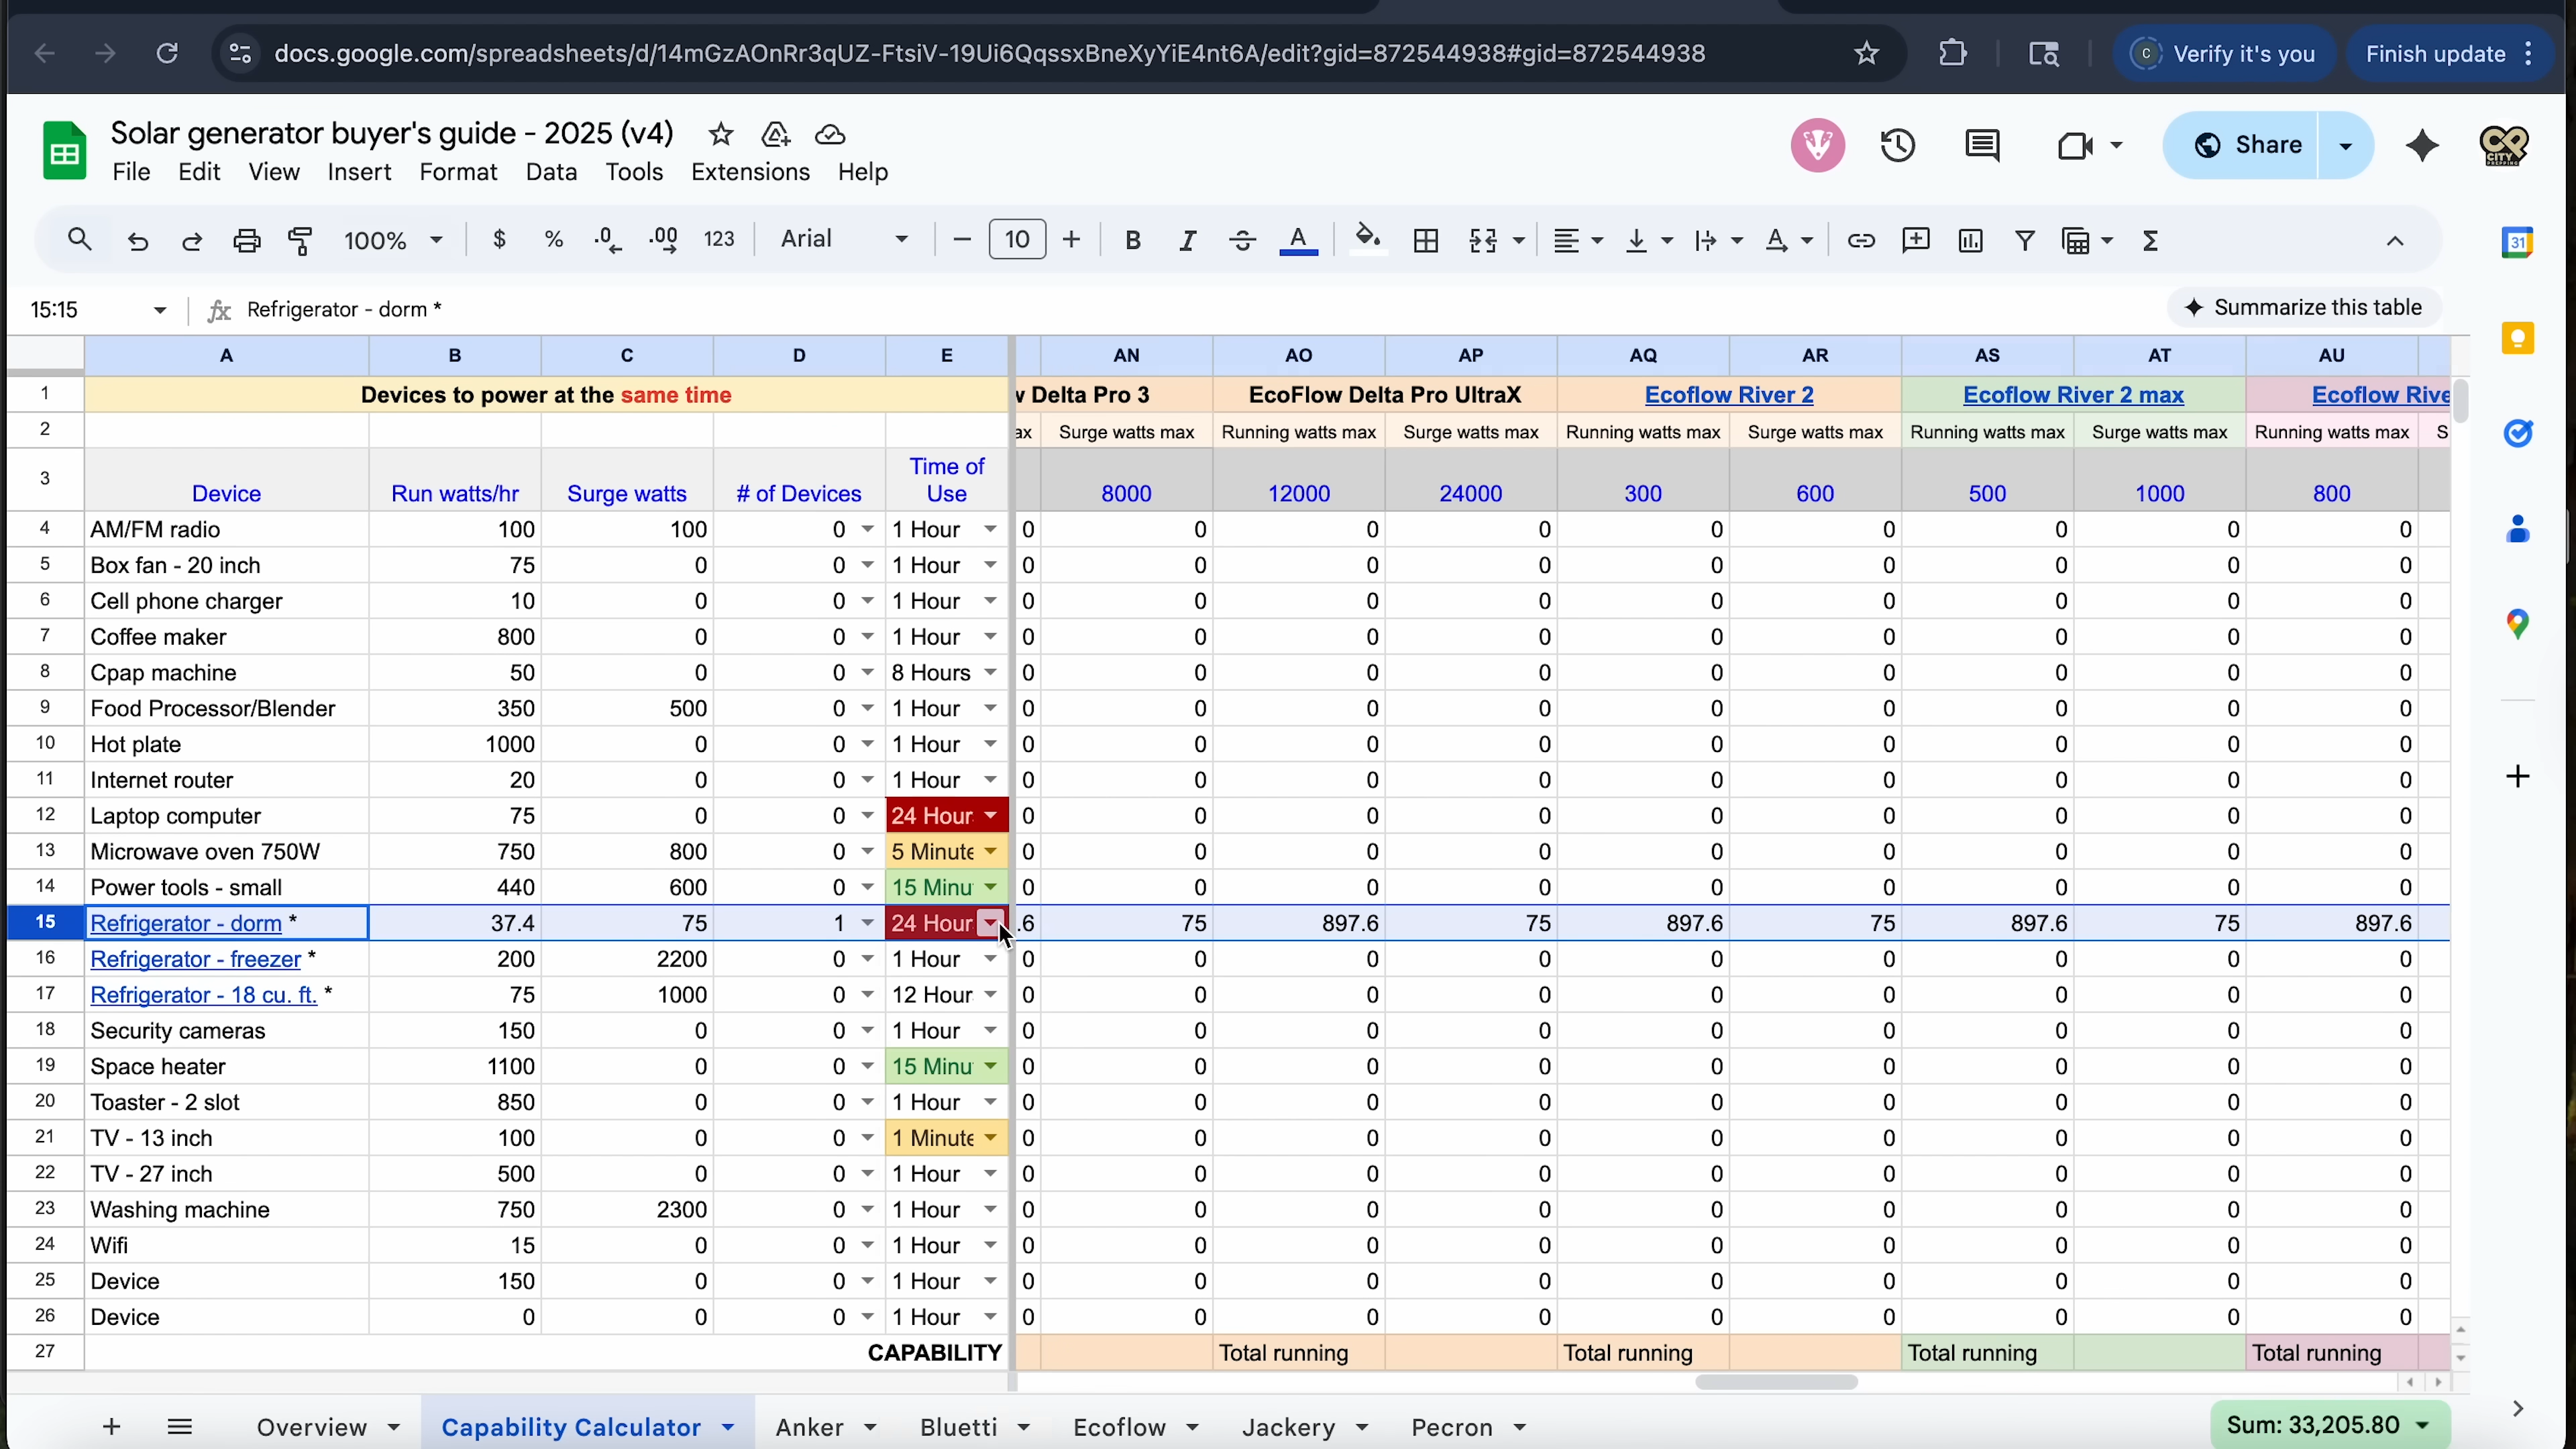 docs.google.com/spreadsheets/d/14mGzAOnRr3qUZ-FtsiV-19Ui6QqssxBneXyYiE4nt6A/edit?gid=872544938#gid=872544938
C Verify it's you Finish update
Solar generator buyer's guide - 2025 (v4)
File Edit View Insert Format Data Tools Extensions Help
Share
CP CITY PREPPING
100% $ % .0 .00 123 Arial 10 B I S A
31
15:15 fx Refrigerator - dorm * Summarize this table
A B C D E AN AO AP AQ AR AS AT AU
1 Devices to power at the same time w Delta Pro 3 EcoFlow Delta Pro UltraX Ecoflow River 2 Ecoflow River 2 max Ecoflow Rive
2 ax Surge watts max Running watts max Surge watts max Running watts max Surge watts max Running watts max Surge watts max Running watts max S
3 Device Run watts/hr Surge watts # of Devices Time of Use 8000 12000 24000 300 600 500 1000 800
4 AM/FM radio 100 100 0 1 Hour 0 0 0 0 0 0 0 0 0
5 Box fan - 20 inch 75 0 0 1 Hour 0 0 0 0 0 0 0 0 0
6 Cell phone charger 10 0 0 1 Hour 0 0 0 0 0 0 0 0 0
7 Coffee maker 800 0 0 1 Hour 0 0 0 0 0 0 0 0 0
8 Cpap machine 50 0 0 8 Hours 0 0 0 0 0 0 0 0 0
9 Food Processor/Blender 350 500 0 1 Hour 0 0 0 0 0 0 0 0 0
10 Hot plate 1000 0 0 1 Hour 0 0 0 0 0 0 0 0 0
11 Internet router 20 0 0 1 Hour 0 0 0 0 0 0 0 0 0
12 Laptop computer 75 0 0 24 Hour 0 0 0 0 0 0 0 0 0
13 Microwave oven 750W 750 800 0 5 Minute 0 0 0 0 0 0 0 0 0
14 Power tools - small 440 600 0 15 Minu 0 0 0 0 0 0 0 0 0
15 Refrigerator - dorm * 37.4 75 1 24 Hour .6 75 897.6 75 897.6 75 897.6 75 897.6
16 Refrigerator - freezer * 200 2200 0 1 Hour 0 0 0 0 0 0 0 0 0
17 Refrigerator - 18 cu. ft. * 75 1000 0 12 Hour 0 0 0 0 0 0 0 0 0
18 Security cameras 150 0 0 1 Hour 0 0 0 0 0 0 0 0 0
19 Space heater 1100 0 0 15 Minu 0 0 0 0 0 0 0 0 0
20 Toaster - 2 slot 850 0 0 1 Hour 0 0 0 0 0 0 0 0 0
21 TV - 13 inch 100 0 0 1 Minute 0 0 0 0 0 0 0 0 0
22 TV - 27 inch 500 0 0 1 Hour 0 0 0 0 0 0 0 0 0
23 Washing machine 750 2300 0 1 Hour 0 0 0 0 0 0 0 0 0
24 Wifi 15 0 0 1 Hour 0 0 0 0 0 0 0 0 0
25 Device 150 0 0 1 Hour 0 0 0 0 0 0 0 0 0
26 Device 0 0 0 1 Hour 0 0 0 0 0 0 0 0 0
27 CAPABILITY Total running Total running Total running Total running
Overview Capability Calculator Anker Bluetti Ecoflow Jackery Pecron Sum: 33,205.80